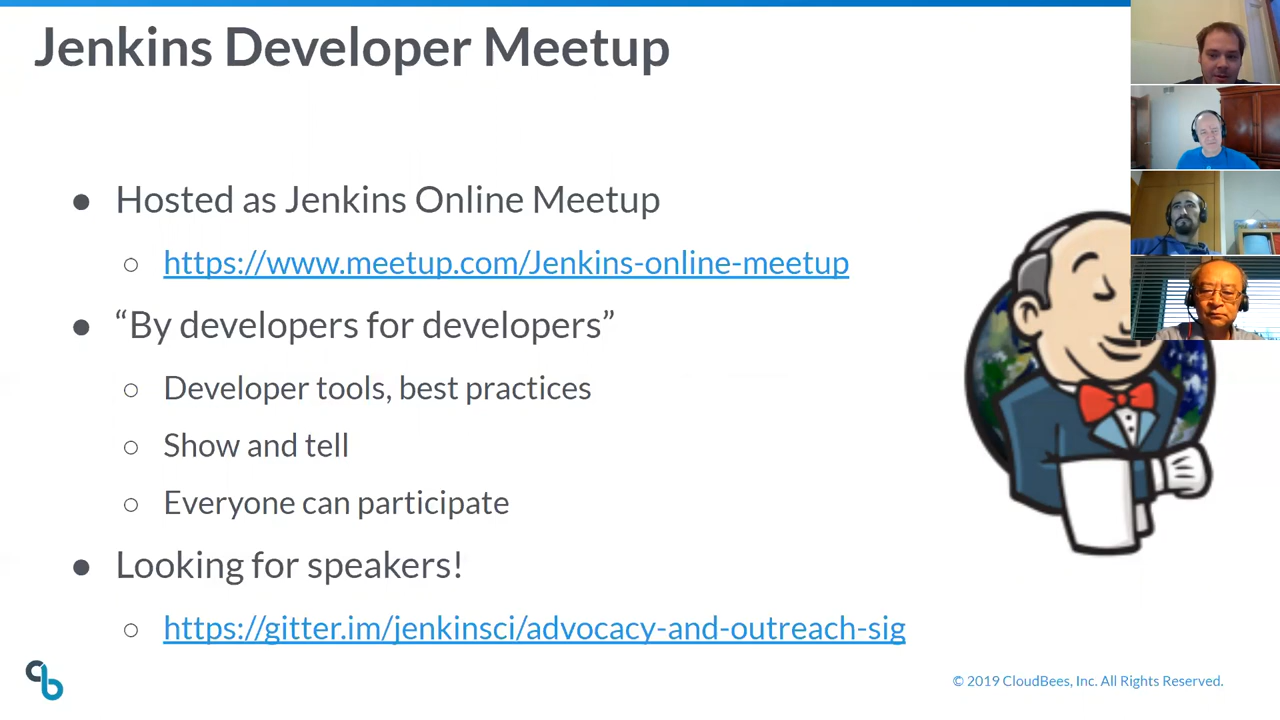 Jenkins Developer Meetup
● Hosted as Jenkins Online Meetup
○ https://www.meetup.com/Jenkins-online-meetup
● “By developers for developers”
○ Developer tools, best practices
○ Show and tell
○ Everyone can participate
● Looking for speakers!
○ https://gitter.im/jenkinsci/advocacy-and-outreach-sig
© 2019 CloudBees, Inc. All Rights Reserved.